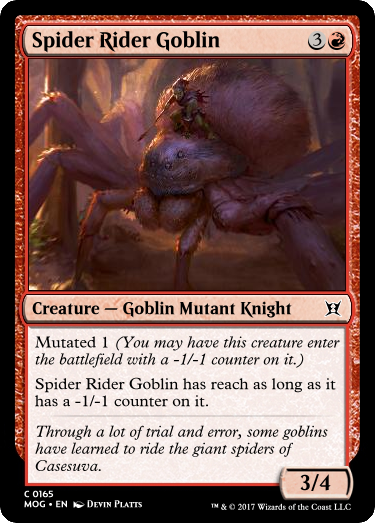 Spider Rider Goblin 3
Creature — Goblin Mutant Knight
Mutated 1 (You may have this creature enter
the battlefield with a -1/-1 counter on it.)
Spider Rider Goblin has reach as long as it
has a -1/-1 counter on it.
Through a lot of trial and error, some goblins
have learned to ride the giant spiders of
Casesuva.
3/4
C 0165
MOG • EN Devin Platts
™ & © 2017 Wizards of the Coast LLC